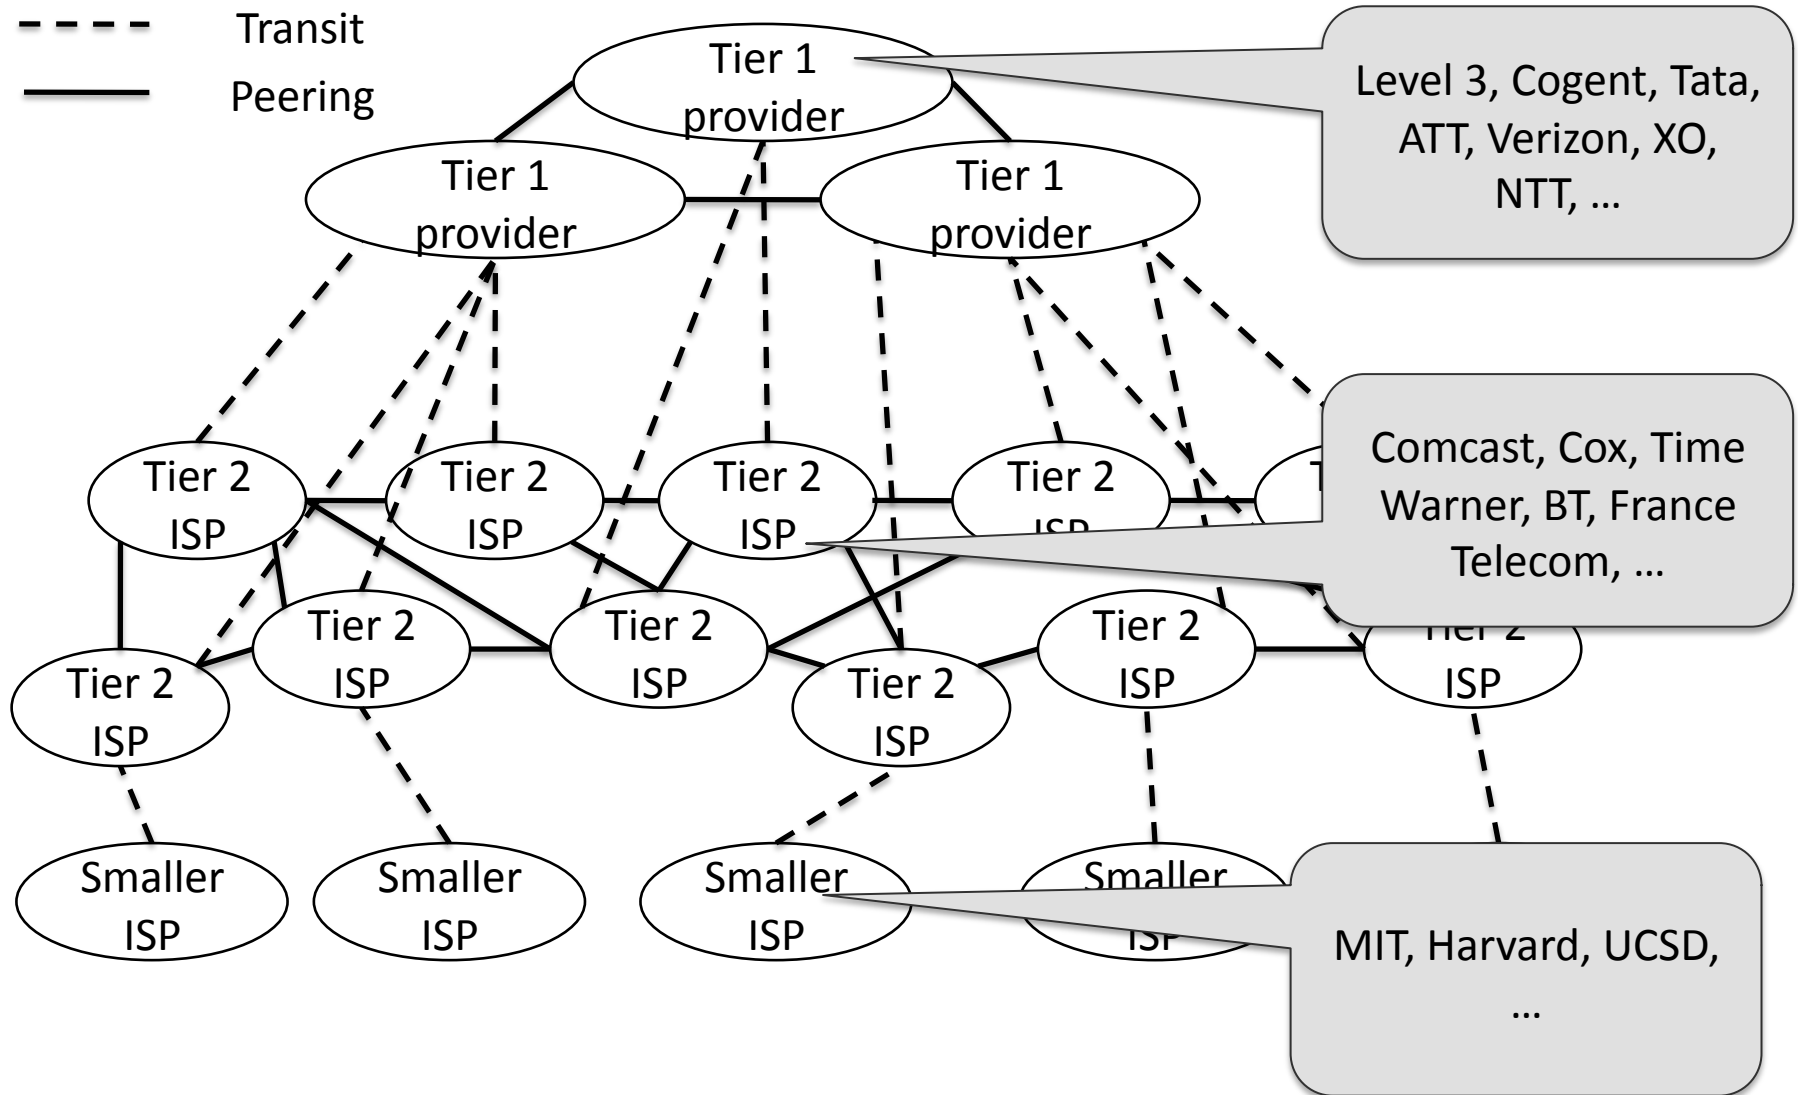 Transit
Peering
Tier 1
provider
Level 3, Cogent, Tata,
ATT, Verizon, XO,
NTT, ...
Tier 1
provider
Tier 1
provider
Tier 2
ISP
Tier 2
ISP
Tier 2
ISP
Tier 2
ISP
Comcast, Cox, Time
Warner, BT, France
Telecom, ...
Tier 2
ISP
Tier 2
ISP
Tier 2
ISP
Tier 2
ISP
Tier 2
ISP
Tier 2
ISP
Smaller
ISP
Smaller
ISP
Smaller
ISP
Smaller
ISP
MIT, Harvard, UCSD,
...